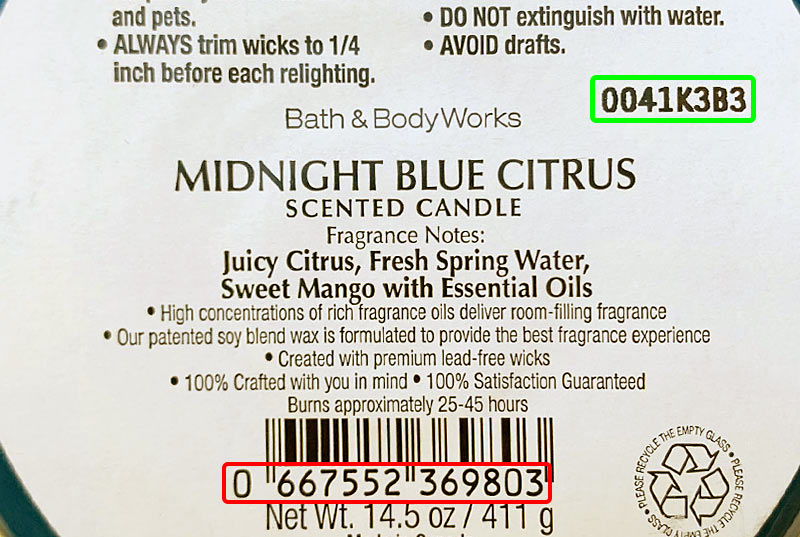 and pets.
• ALWAYS trim wicks to 1/4
inch before each relighting.
• DO NOT extinguish with water.
• AVOID drafts.
0041K3B3
Bath & Body Works
MIDNIGHT BLUE CITRUS
SCENTED CANDLE
Fragrance Notes:
Juicy Citrus, Fresh Spring Water,
Sweet Mango with Essential Oils
• High concentrations of rich fragrance oils deliver room-filling fragrance
• Our patented soy blend wax is formulated to provide the best fragrance experience
• Created with premium lead-free wicks
• 100% Crafted with you in mind • 100% Satisfaction Guaranteed
Burns approximately 25-45 hours
0 667552 369803
Net Wt. 14.5 oz / 411 g
• PLEASE RECYCLE THE EMPTY GLASS • PLEASE RECYCLE THE EMPTY GLASS